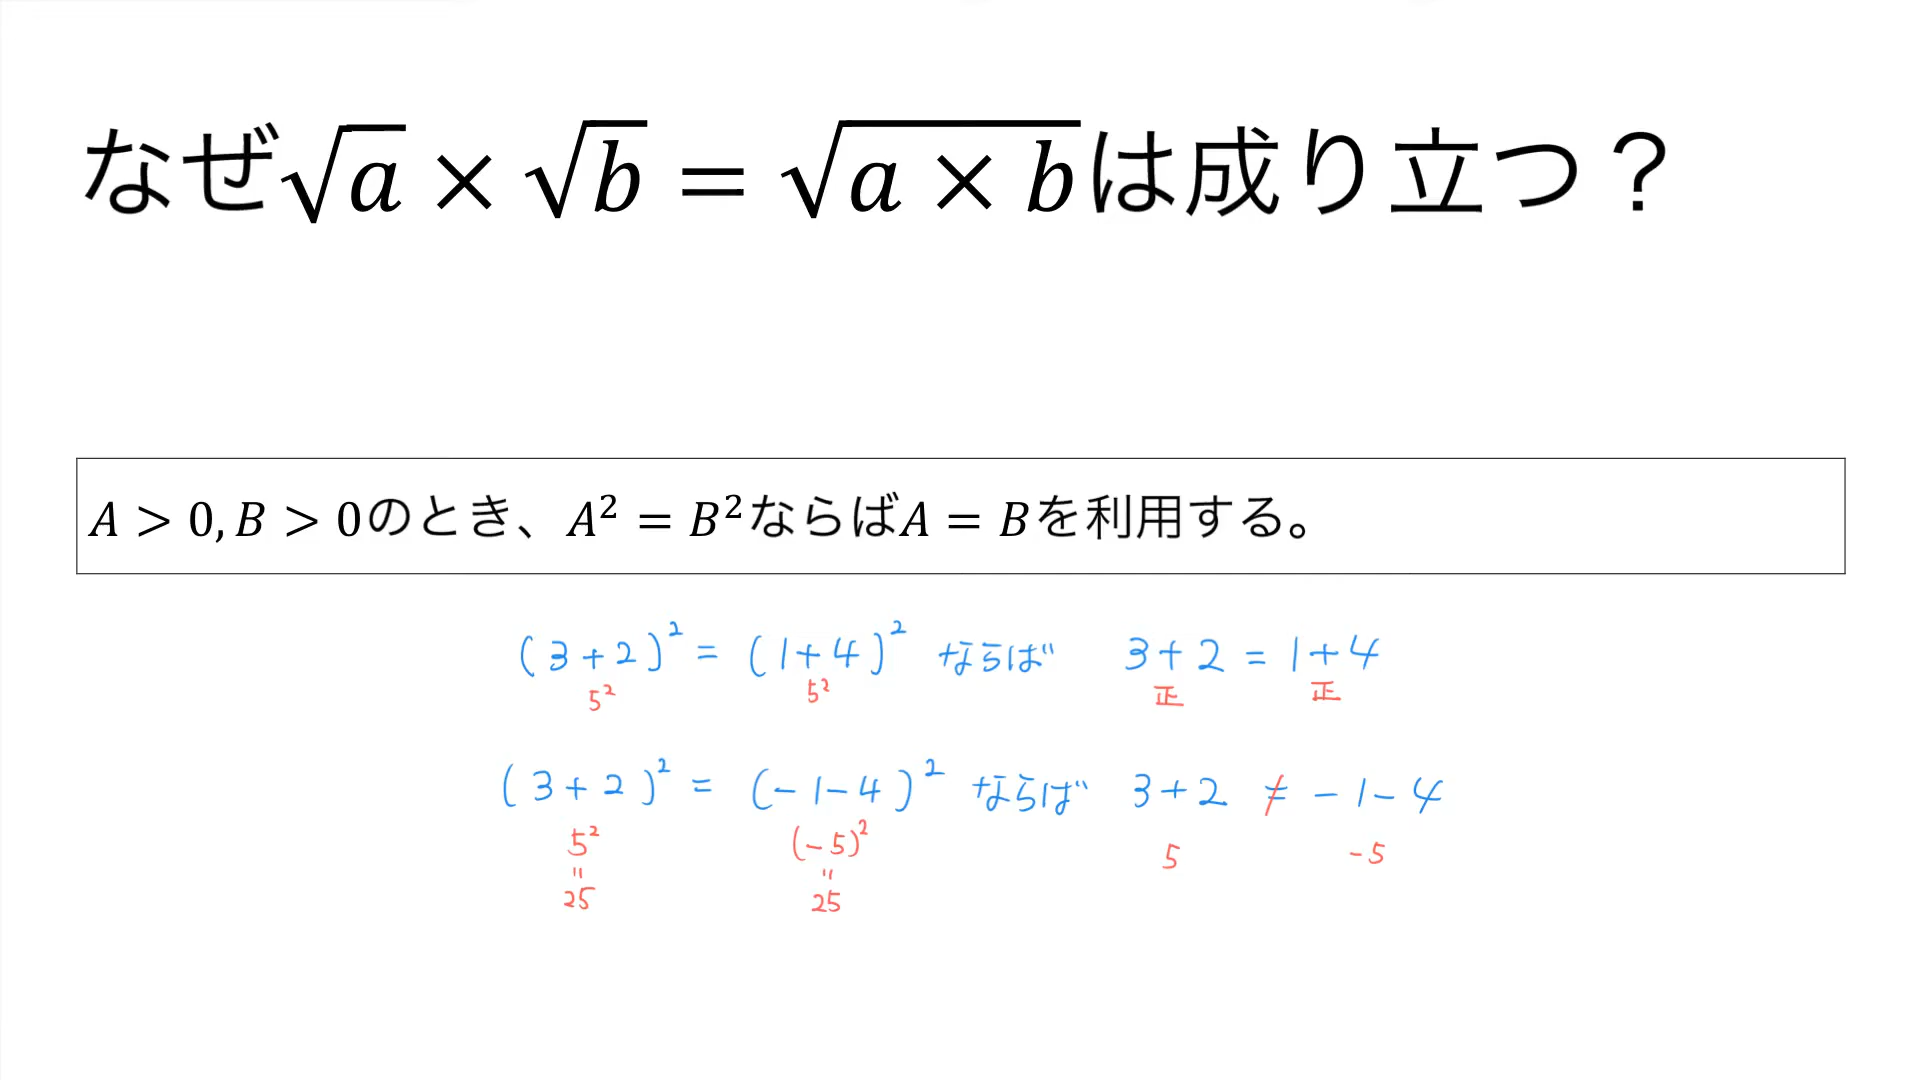 なぜ√a × √b = √(a × b)は成り立つ？
A > 0, B > 0のとき、A² = B²ならばA = Bを利用する。
(3+2)² = (1+4)² ならば 3+2 = 1+4
5² 5² 正 正
(3+2)² = (-1-4)² ならば 3+2 ≠ -1-4
5² (-5)² 5 -5
= =
25 25